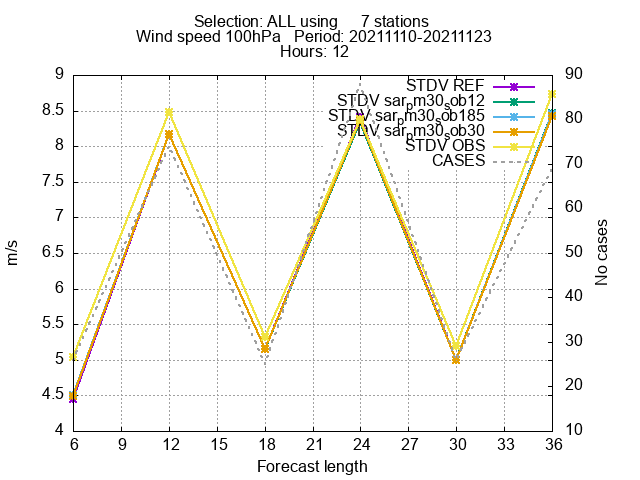 Selection: ALL using 7 stations
Wind speed 100hPa Period: 20211110-20211123
Hours: 12
STDV REF
STDV sarpm30sob12
STDV sarpm30sob185
STDV sarpm30sob30
STDV OBS
CASES
9
8.5
8
7.5
7
6.5
6
5.5
5
4.5
4
m/s
90
80
70
60
50
40
30
20
10
No cases
6 9 12 15 18 21 24 27 30 33 36
Forecast length